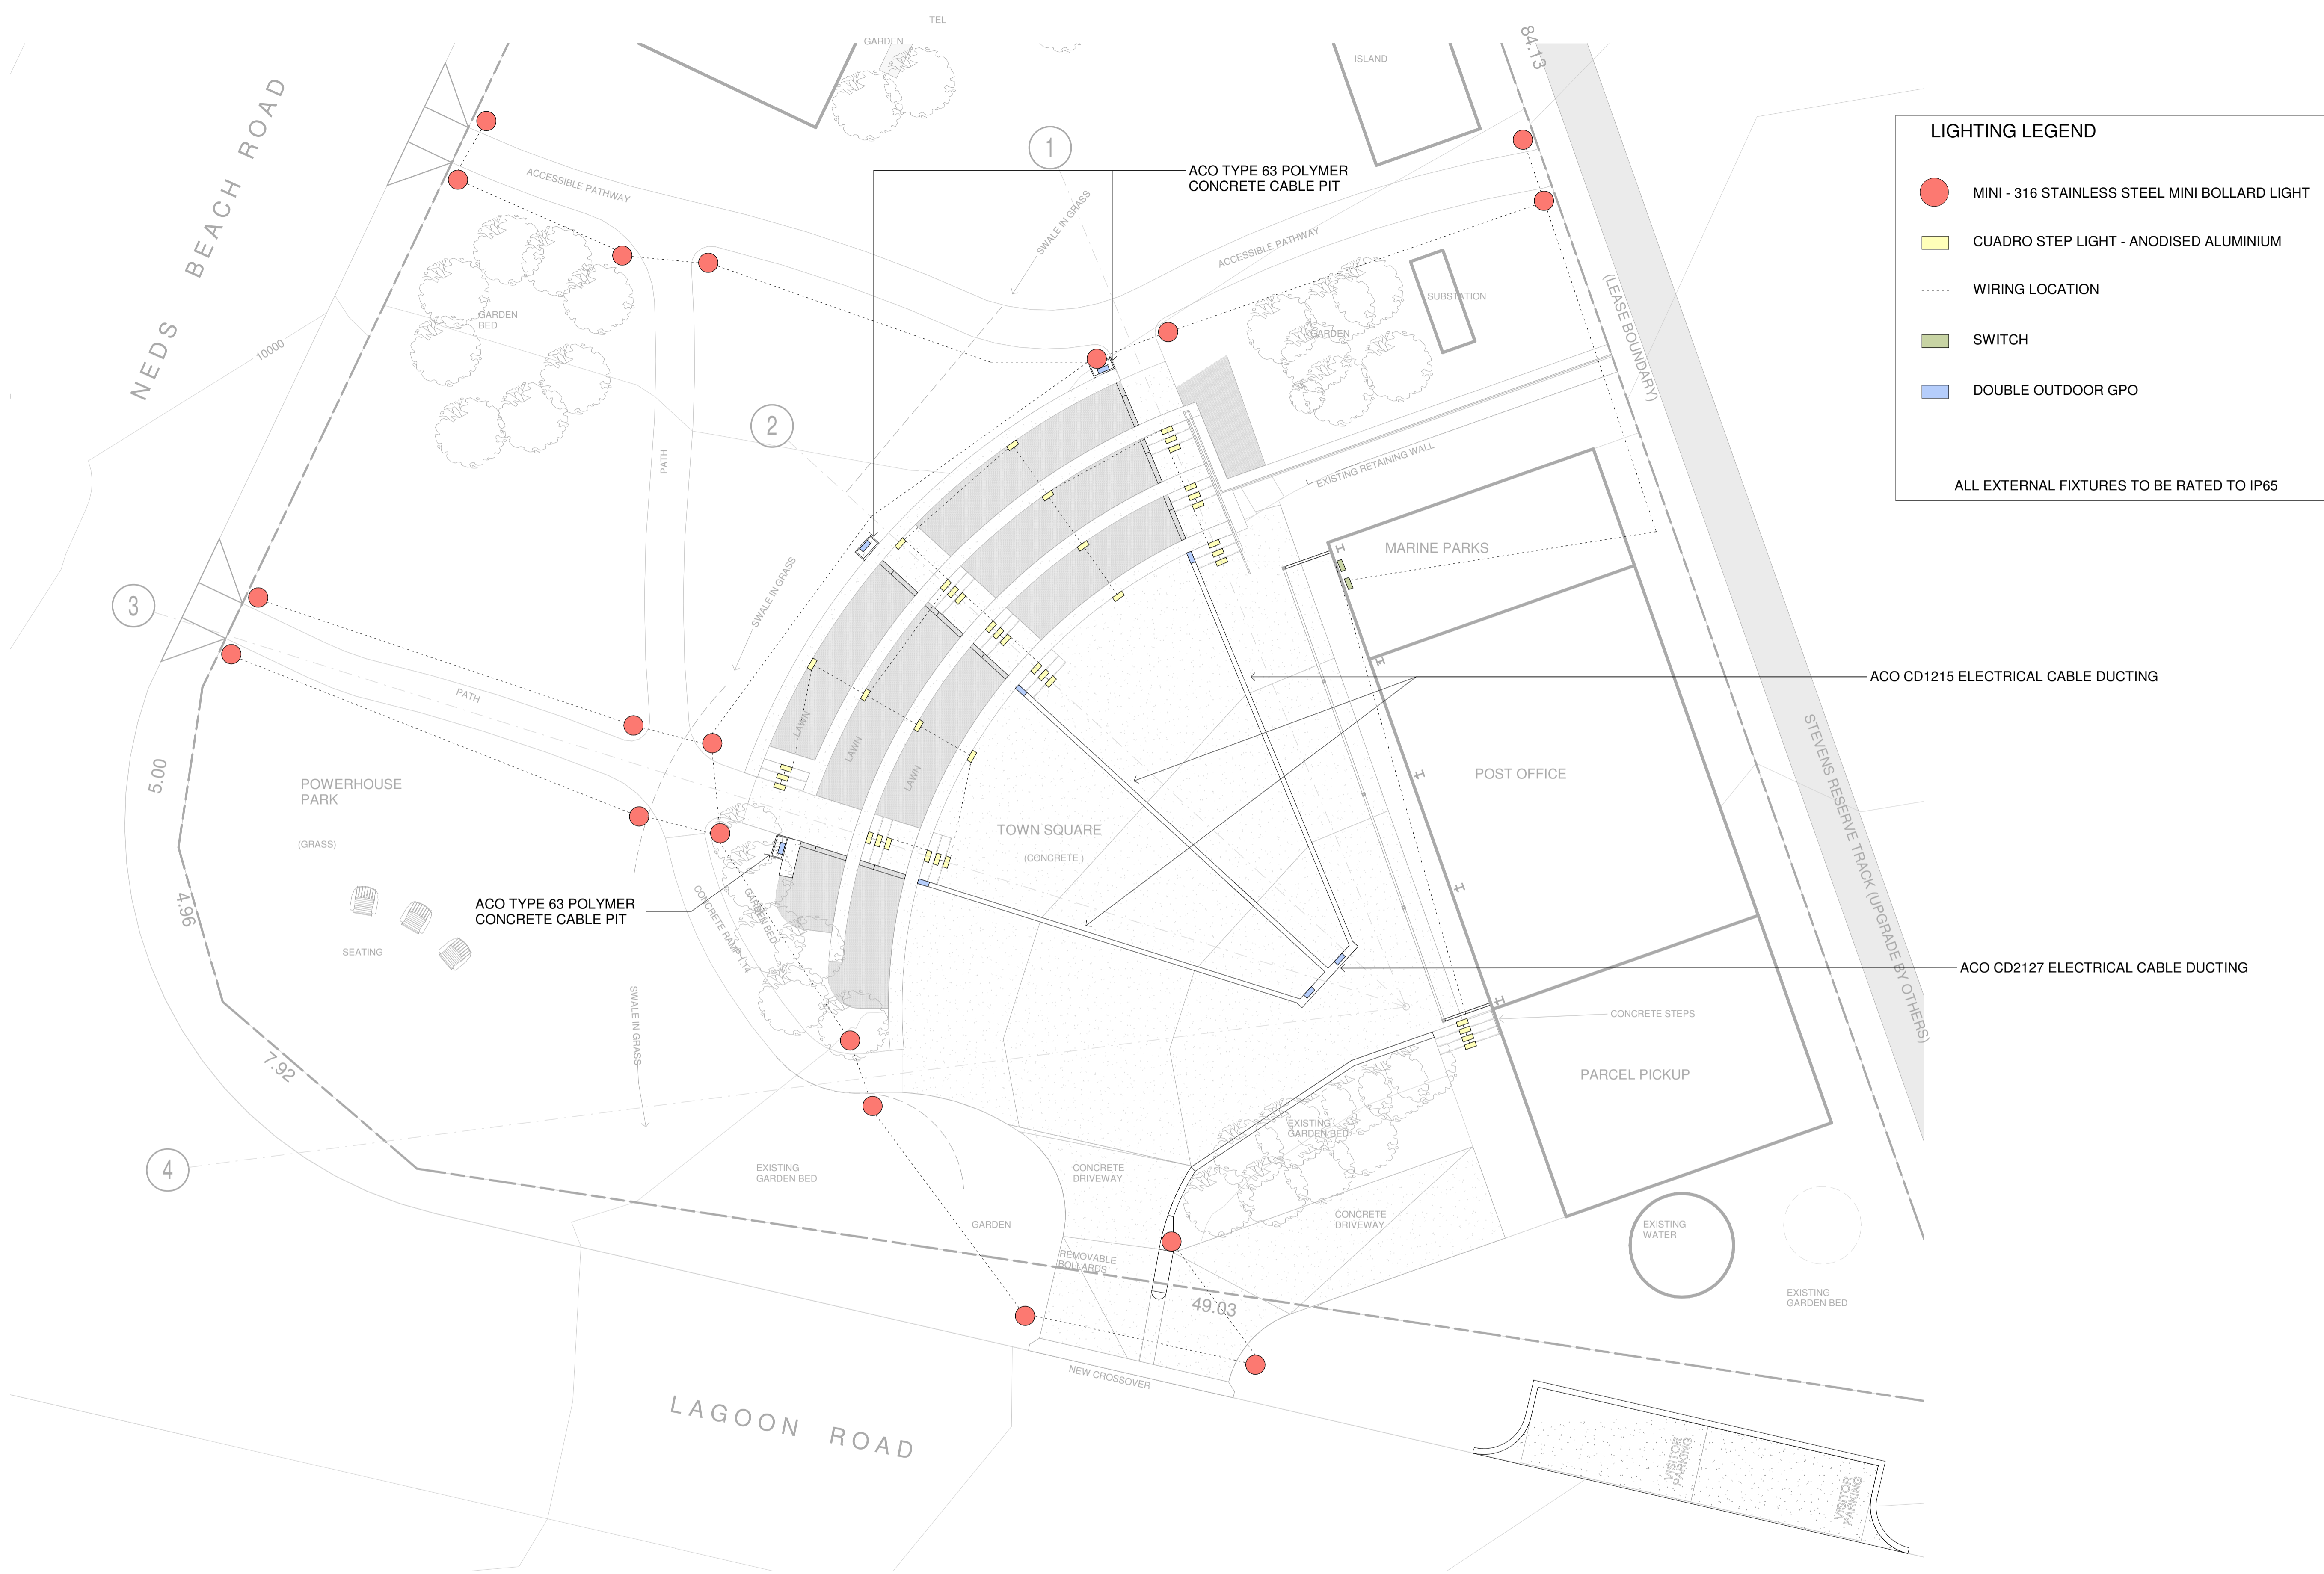 TEL
GARDEN
ISLAND
84.13
NEDS BEACH ROAD
1
ACO TYPE 63 POLYMER
CONCRETE CABLE PIT
ACCESSIBLE PATHWAY
SWALE IN GRASS
ACCESSIBLE PATHWAY
LIGHTING LEGEND
MINI - 316 STAINLESS STEEL MINI BOLLARD LIGHT
CUADRO STEP LIGHT - ANODISED ALUMINIUM
WIRING LOCATION
SWITCH
DOUBLE OUTDOOR GPO
ALL EXTERNAL FIXTURES TO BE RATED TO IP65
GARDEN
BED
10000
SUBSTATION
GARDEN
(LEASE BOUNDARY)
2
PATH
EXISTING RETAINING WALL
MARINE PARKS
3
SWALE IN GRASS
PATH
LAWN
LAWN
LAWN
ACO CD1215 ELECTRICAL CABLE DUCTING
5.00
POWERHOUSE
PARK
(GRASS)
TOWN SQUARE
(CONCRETE )
POST OFFICE
STEVENS RESERVE TRACK (UPGRADE BY OTHERS)
4.96
ACO TYPE 63 POLYMER
CONCRETE CABLE PIT
CONCRETE RAMP 1:14
GARDEN BED
SEATING
ACO CD2127 ELECTRICAL CABLE DUCTING
SWALE IN GRASS
CONCRETE STEPS
7.92
PARCEL PICKUP
4
EXISTING
GARDEN BED
EXISTING
GARDEN BED
CONCRETE
DRIVEWAY
GARDEN
CONCRETE
DRIVEWAY
EXISTING
WATER
REMOVABLE
BOLLARDS
49.03
EXISTING
GARDEN BED
NEW CROSSOVER
LAGOON ROAD
VISITOR
PARKING
VISITOR
PARKING